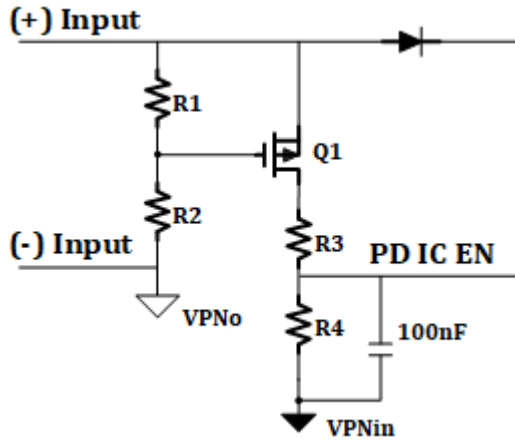 (+) Input
R1
Q1
R2
(-) Input
R3
PD IC EN
VPNo
R4
100nF
VPNin